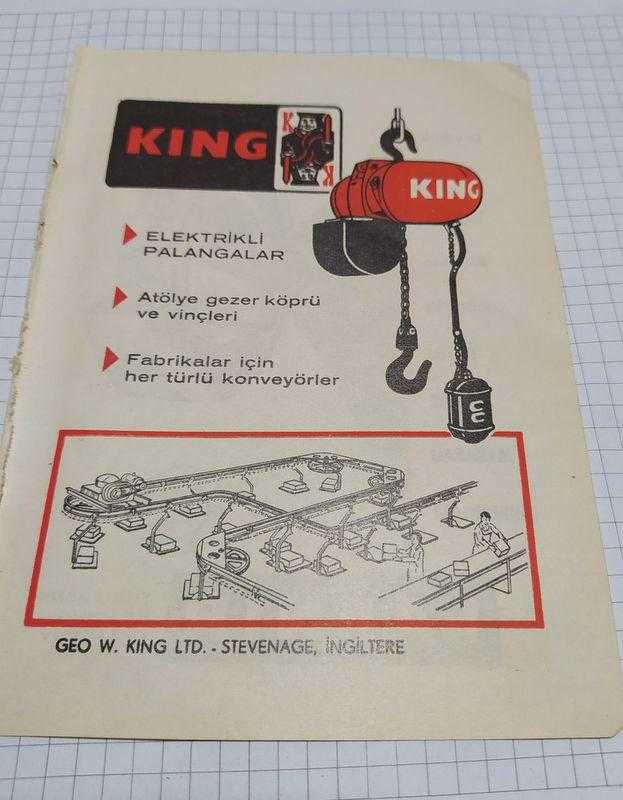 KING
K
K
KING
ELEKTRİKLİ
PALANGALAR
Atölye gezer köprü
ve vinçleri
Fabrikalar için
her türlü konveyörler
GEO W. KING LTD. - STEVENAGE, İNGİLTERE